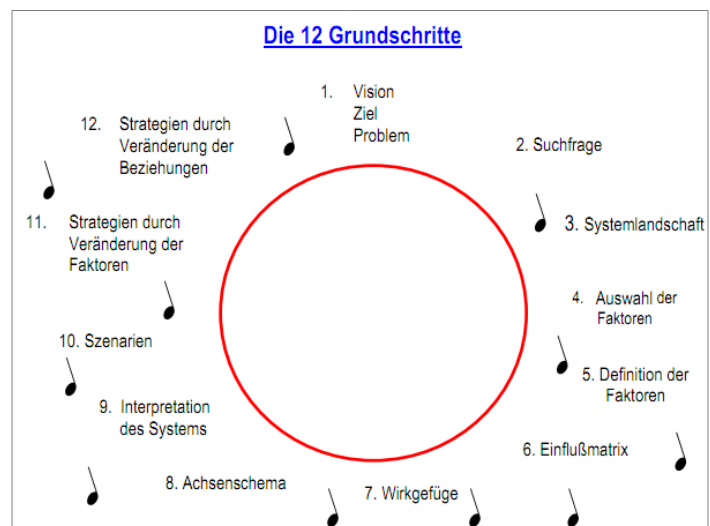 Die 12 Grundschritte
1. Vision
Ziel
Problem
2. Suchfrage
3. Systemlandschaft
4. Auswahl der
Faktoren
5. Definition der
Faktoren
6. Einflußmatrix
7. Wirkgefüge
8. Achsenschema
9. Interpretation
des Systems
10. Szenarien
11. Strategien durch
Veränderung der
Faktoren
12. Strategien durch
Veränderung der
Beziehungen